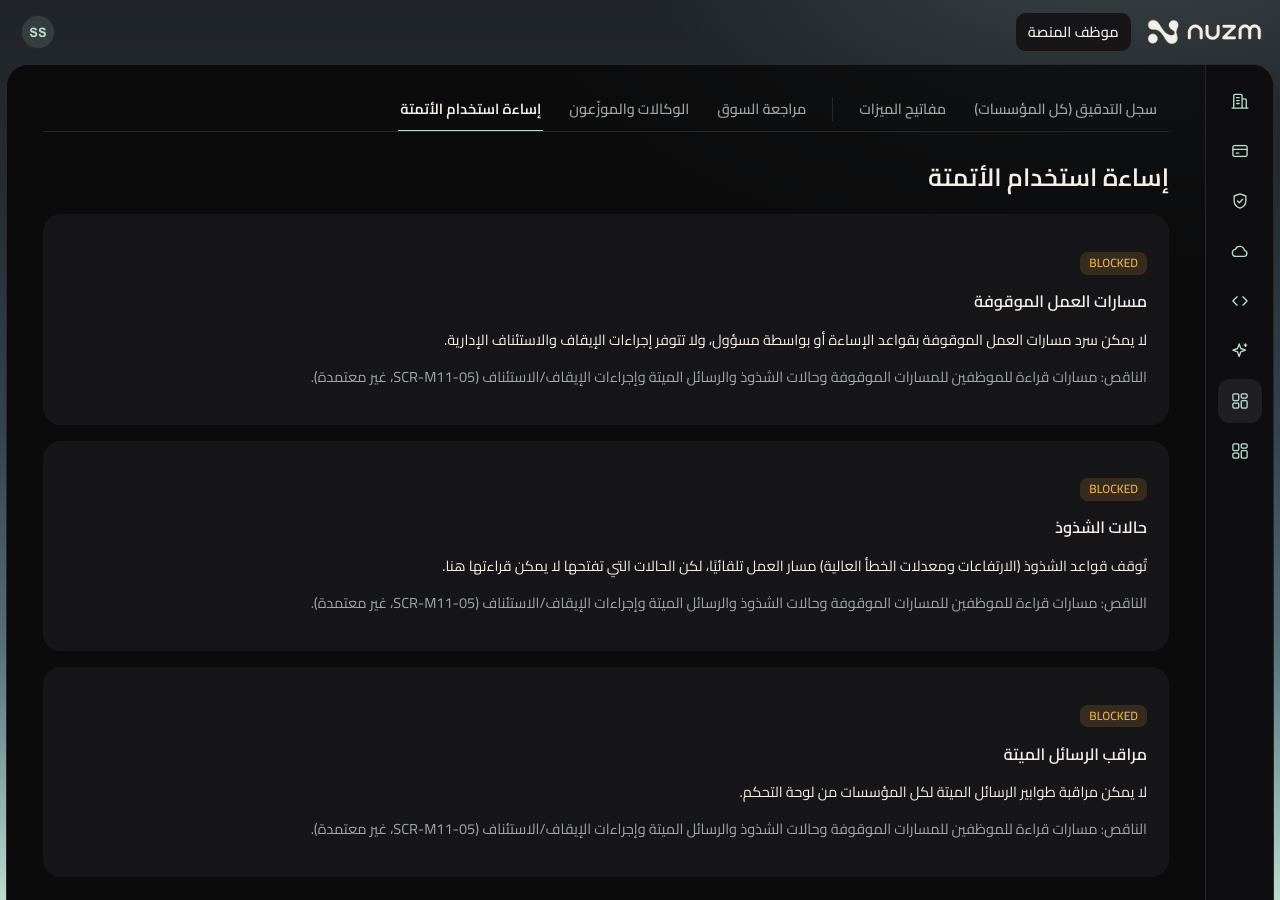 nuzm
موظف المنصة
SS
سجل التدقيق (كل المؤسسات)
مفاتيح الميزات
مراجعة السوق
الوكالات والموزّعون
إساءة استخدام الأتمتة
إساءة استخدام الأتمتة
BLOCKED
مسارات العمل الموقوفة
لا يمكن سرد مسارات العمل الموقوفة بقواعد الإساءة أو بواسطة مسؤول، ولا تتوفر إجراءات الإيقاف والاستئناف الإدارية.
الناقص: مسارات قراءة للموظفين للمسارات الموقوفة وحالات الشذوذ والرسائل الميتة وإجراءات الإيقاف/الاستئناف (SCR-M11-05، غير معتمدة).
BLOCKED
حالات الشذوذ
تُوقف قواعد الشذوذ (الارتفاعات ومعدلات الخطأ العالية) مسار العمل تلقائيًا، لكن الحالات التي تفتحها لا يمكن قراءتها هنا.
الناقص: مسارات قراءة للموظفين للمسارات الموقوفة وحالات الشذوذ والرسائل الميتة وإجراءات الإيقاف/الاستئناف (SCR-M11-05، غير معتمدة).
BLOCKED
مراقب الرسائل الميتة
لا يمكن مراقبة طوابير الرسائل الميتة لكل المؤسسات من لوحة التحكم.
الناقص: مسارات قراءة للموظفين للمسارات الموقوفة وحالات الشذوذ والرسائل الميتة وإجراءات الإيقاف/الاستئناف (SCR-M11-05، غير معتمدة).